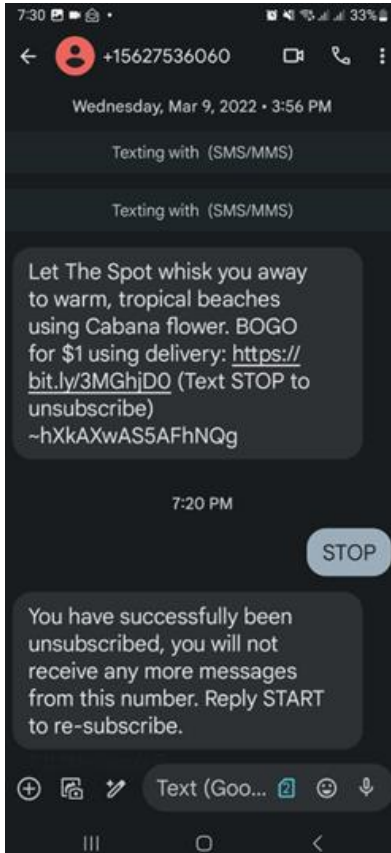 7:30 33%
+15627536060
Wednesday, Mar 9, 2022 • 3:56 PM
Texting with (SMS/MMS)
Texting with (SMS/MMS)
Let The Spot whisk you away
to warm, tropical beaches
using Cabana flower. BOGO
for $1 using delivery: https://
bit.ly/3MGhjD0 (Text STOP to
unsubscribe)
~hXkAXwAS5AFhNQg
7:20 PM
STOP
You have successfully been
unsubscribed, you will not
receive any more messages
from this number. Reply START
to re-subscribe.
Text (Goo... 2